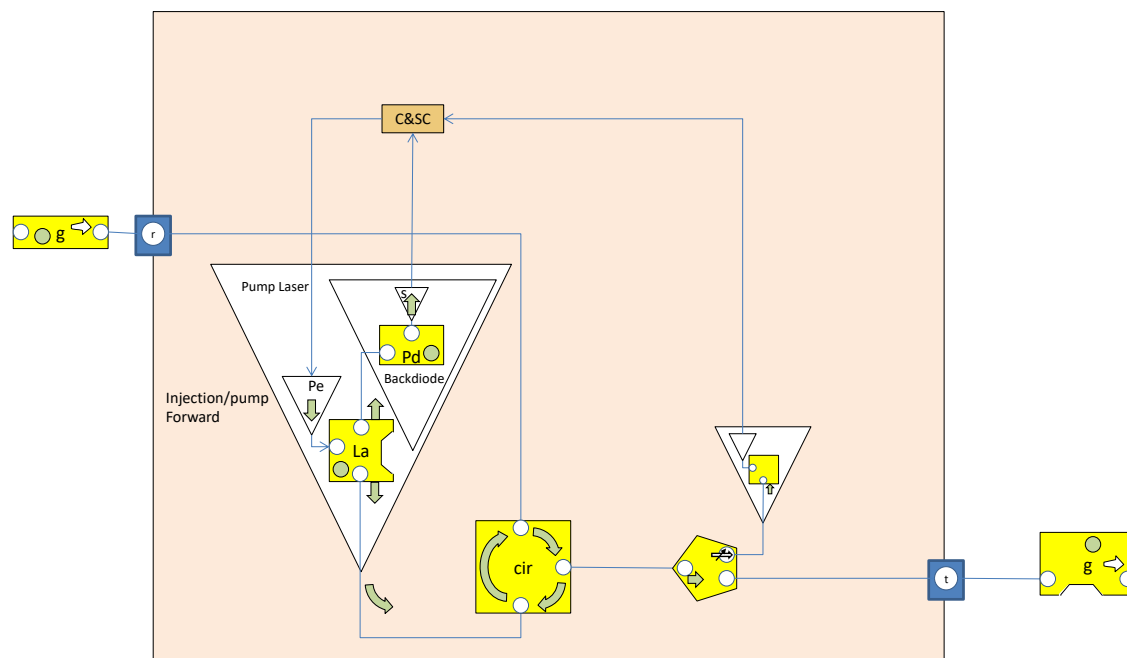 C&SC
g
r
Pump Laser
S
Pd
Backdiode
Pe
Injection/pump
Forward
La
cir
t
g